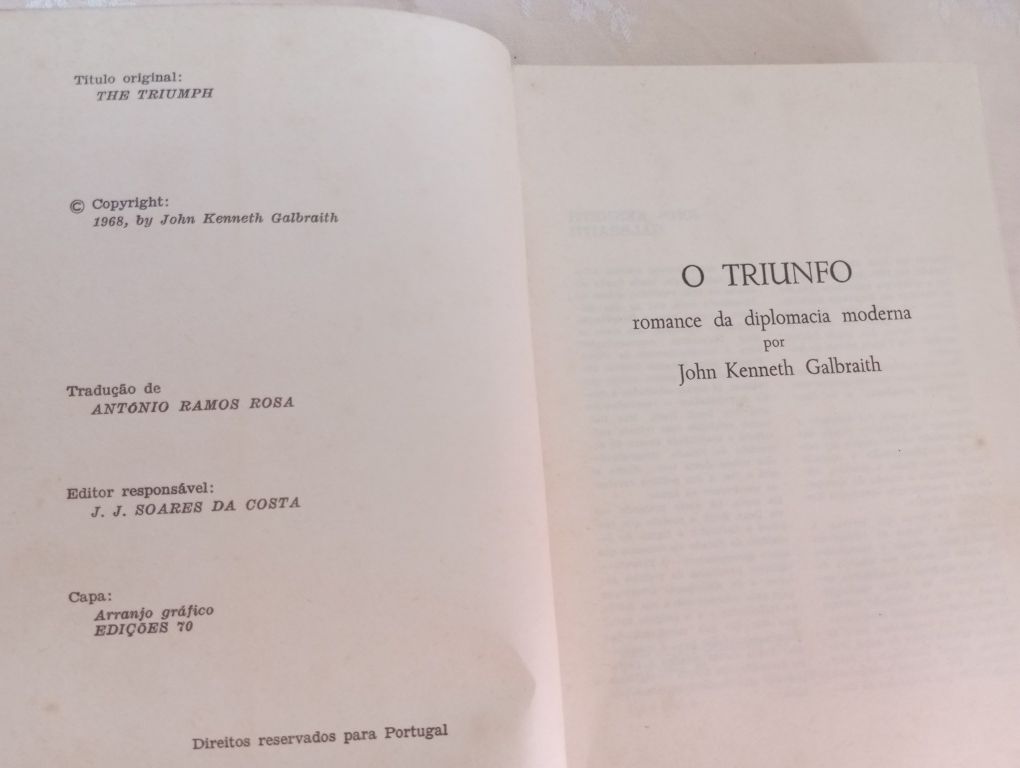 Título original:
THE TRIUMPH
© Copyright:
1968, by John Kenneth Galbraith
Tradução de
ANTÓNIO RAMOS ROSA
Editor responsável:
J. J. SOARES DA COSTA
Capa:
Arranjo gráfico
EDIÇÕES 70
Direitos reservados para Portugal
O TRIUNFO
romance da diplomacia moderna
por
John Kenneth Galbraith